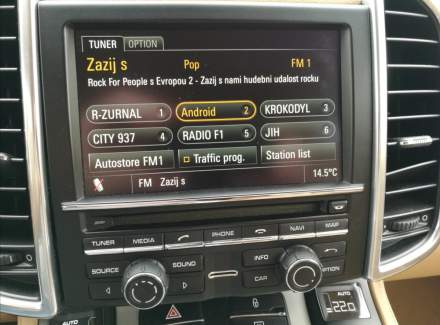 TUNER OPTION
Zazij s Pop FM 1
Rock For People s Evropou 2 - Zazij s nami hudebni udalost rocku
R-ZURNAL 1 Android 2 KROKODYL 3
CITY 937 4 RADIO F1 5 JIH 6
Autostore FM1 Traffic prog. Station list
FM Zazij s 14.5°C
TUNER MEDIA PHONE NAVI MAP
SOURCE SOUND INFO OPTION
CAR
AUTO AUTO
22.0